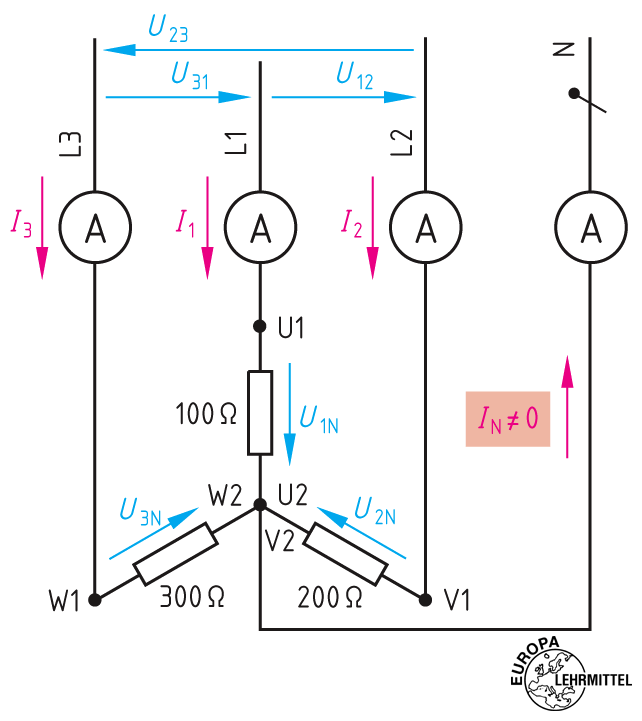 U23
U31
U12
N
L3
L1
L2
I3
A
I1
A
I2
A
A
U1
100 Ω
U1N
IN ≠ 0
W2
U2
U3N
U2N
V2
W1
300 Ω
200 Ω
V1
EUROPA
LEHRMITTEL